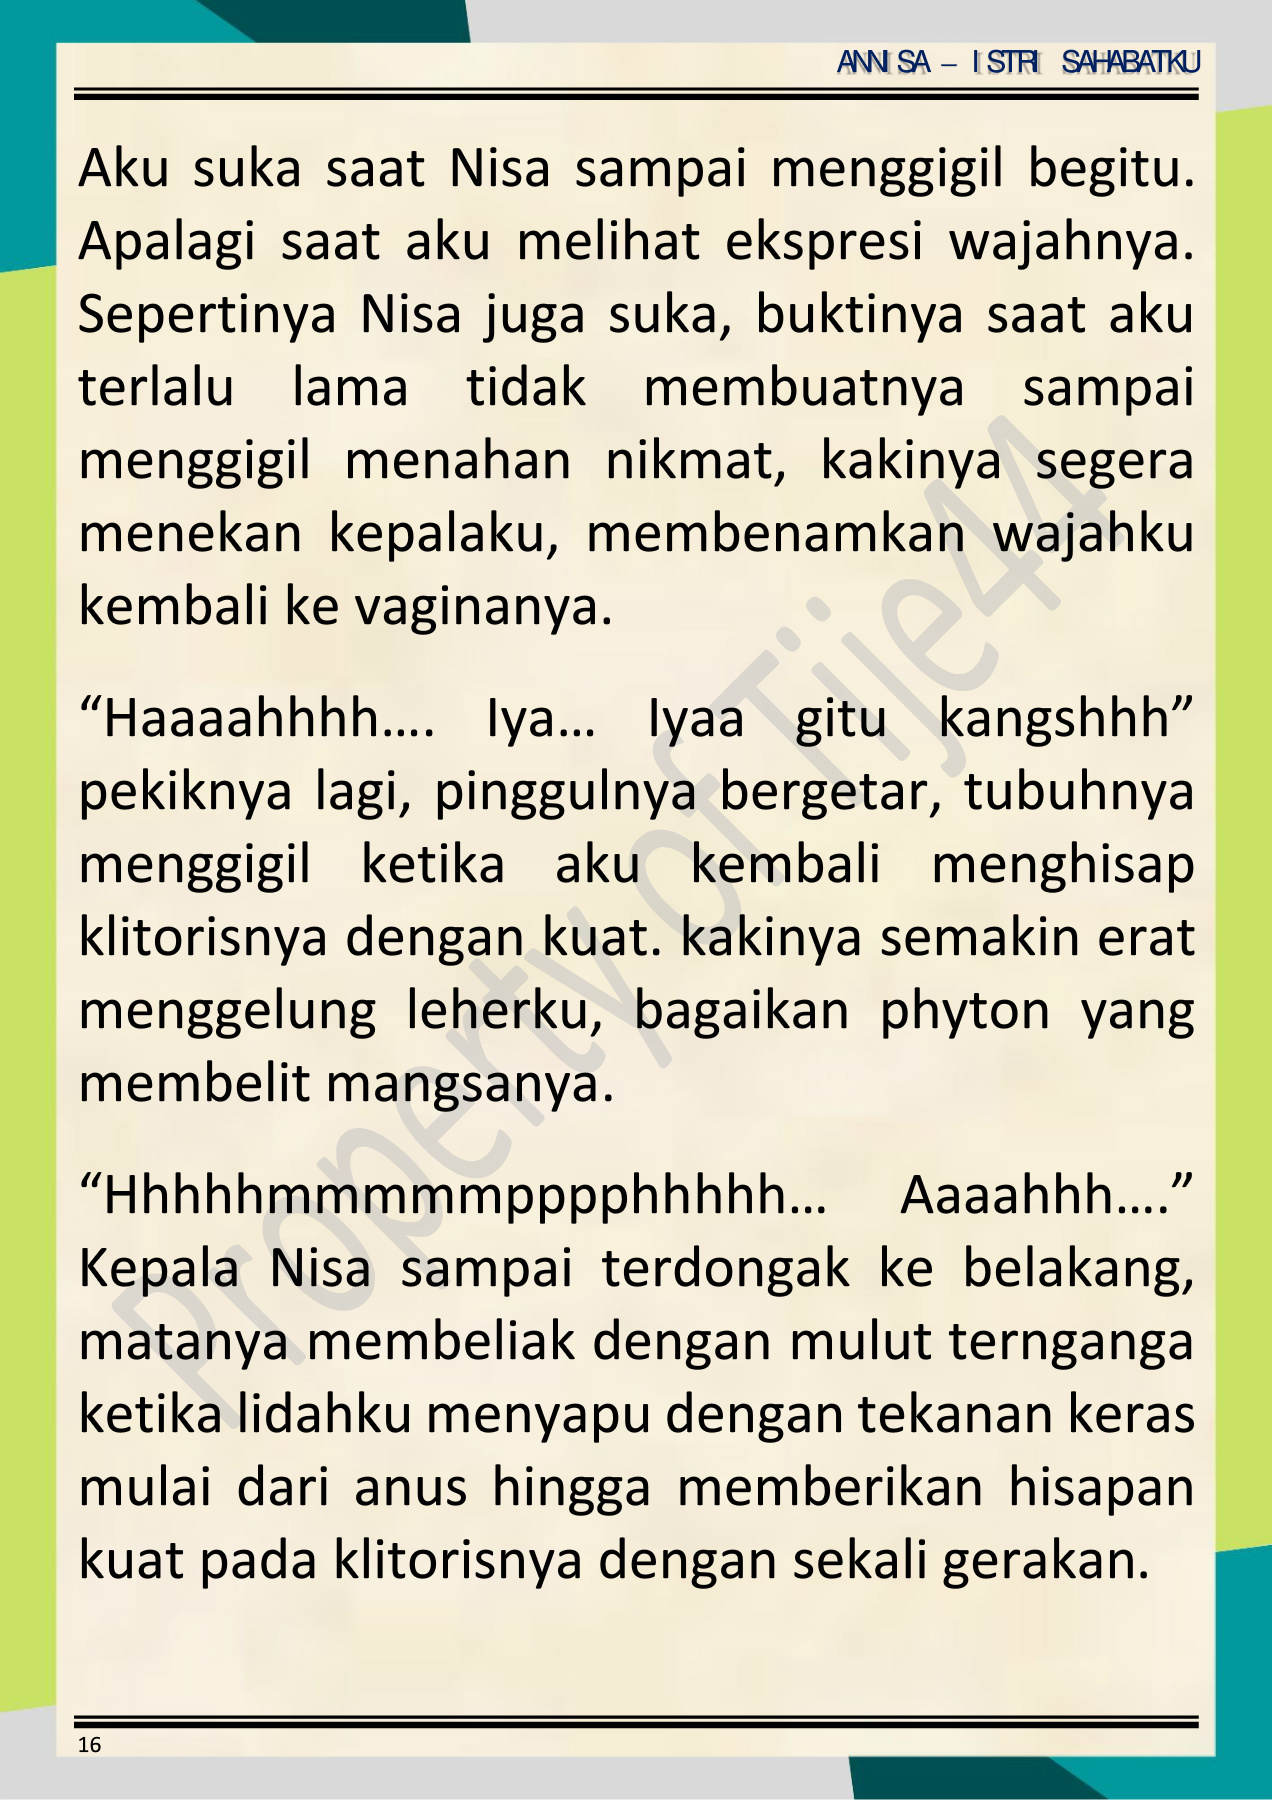 ANNISA – ISTRI SAHABATKU
Aku suka saat Nisa sampai menggigil begitu.
Apalagi saat aku melihat ekspresi wajahnya.
Sepertinya Nisa juga suka, buktinya saat aku
terlalu lama tidak membuatnya sampai
menggigil menahan nikmat, kakinya segera
menekan kepalaku, membenamkan wajahku
kembali ke vaginanya.
“Haaaahhhh…. Iya… Iyaa gitu kangshhh”
pekiknya lagi, pinggulnya bergetar, tubuhnya
menggigil ketika aku kembali menghisap
klitorisnya dengan kuat. kakinya semakin erat
menggelung leherku, bagaikan phyton yang
membelit mangsanya.
“Hhhhhmmmmmppppphhhhh… Aaaahhh….”
Kepala Nisa sampai terdongak ke belakang,
matanya membeliak dengan mulut ternganga
ketika lidahku menyapu dengan tekanan keras
mulai dari anus hingga memberikan hisapan
kuat pada klitorisnya dengan sekali gerakan.
Property of Tije44
16